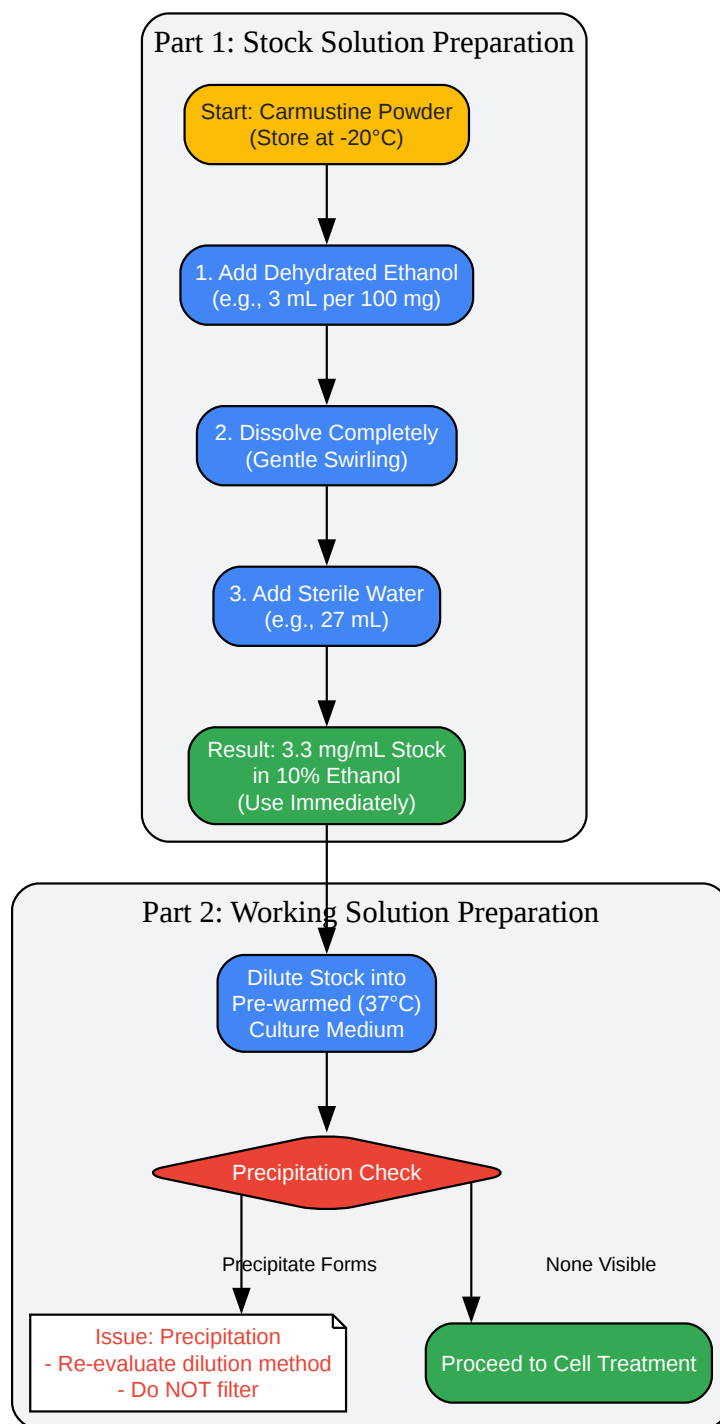 Part 1: Stock Solution Preparation
Start: Carmustine Powder
(Store at -20°C)
1. Add Dehydrated Ethanol
(e.g., 3 mL per 100 mg)
2. Dissolve Completely
(Gentle Swirling)
3. Add Sterile Water
(e.g., 27 mL)
Result: 3.3 mg/mL Stock
in 10% Ethanol
(Use Immediately)
Part 2: Working Solution Preparation
Dilute Stock into
Pre-warmed (37°C)
Culture Medium
Precipitation Check
Precipitate Forms
None Visible
Issue: Precipitation
- Re-evaluate dilution method
- Do NOT filter
Proceed to Cell Treatment